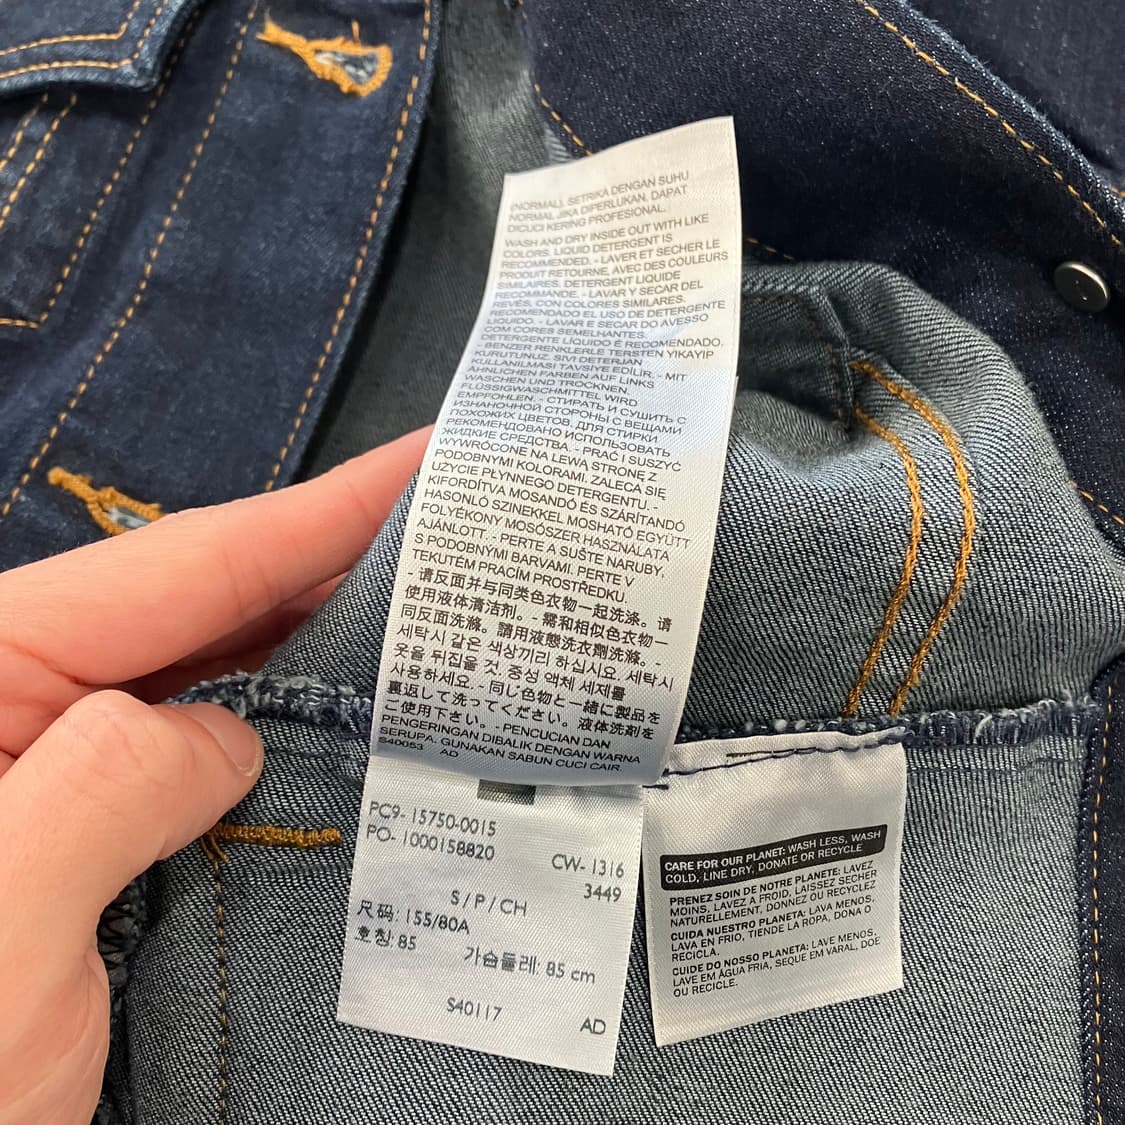 (NORMAL). SETRIKA DENGAN SUHU
NORMAL JIKA DIPERLUKAN, DAPAT
DICUCI KERING PROFESIONAL.
WASH AND DRY INSIDE OUT WITH LIKE
COLORS. LIQUID DETERGENT IS
RECOMMENDED. - LAVER ET SECHER LE
PRODUIT RETOURNE, AVEC DES COULEURS
SIMILAIRES. DETERGENT LIQUIDE
RECOMMANDE. - LAVAR Y SECAR DEL
REVÉS, CON COLORES SIMILARES.
RECOMENDADO EL USO DE DETERGENTE
LIQUIDO. - LAVAR E SECAR DO AVESSO
COM CORES SEMELHANTES.
DETERGENTE LÍQUIDO É RECOMENDADO.
- BENZER RENKLERLE TERSTEN YIKAYIP
KURUTUNUZ. SIVI DETERJAN
KULLANILMASI TAVSİYE EDİLİR. - MIT
ÄHNLICHEN FARBEN AUF LINKS
WASCHEN UND TROCKNEN.
FLÜSSIGWASCHMITTEL WIRD
EMPFOHLEN. - СТИРАТЬ И СУШИТЬ С
ИЗНАНОЧНОЙ СТОРОНЫ С ВЕЩАМИ
ПОХОЖИХ ЦВЕТОВ. ДЛЯ СТИРКИ
РЕКОМЕНДОВАНО ИСПОЛЬЗОВАТЬ
ЖИДКИЕ СРЕДСТВА. - PRAĆ I SUSZYĆ
WYWRÓCONE NA LEWĄ STRONĘ Z
PODOBNYMI KOLORAMI. ZALECA SIĘ
UŻYCIE PŁYNNEGO DETERGENTU. -
KIFORDÍTVA MOSANDÓ ÉS SZÁRÍTANDÓ
HASONLÓ SZINEKKEL MOSHATÓ EGYÜTT
FOLYÉKONY MOSÓSZER HASZNÁLATA
AJÁNLOTT. - PERTE A SUŠTE NARUBY,
S PODOBNÝMI BARVAMI. PERTE V
TEKUTÉM PRACÍM PROSTŘEDKU.
- 请反面并与同类色衣物一起洗涤。请
使用液体清洁剂。- 需和相似色衣物一
同反面洗滌。請用液態洗衣劑洗滌。-
세탁시 같은 색상끼리 하십시요. 세탁시
옷을 뒤집을 것. 중성 액체 세제를
사용하세요. - 同じ色物と一緒に製品を
裏返して洗ってください。液体洗剤を
ご使用下さい。- PENCUCIAN DAN
PENGERINGAN DIBALIK DENGAN WARNA
SERUPA. GUNAKAN SABUN CUCI CAIR.
S40053 AD
PC9- 15750-0015
PO- 1000158820
CW- 1316
3449
S/P/CH
尺码: 155/80A
호칭: 85
가슴둘레: 85 cm
S40117 AD
CARE FOR OUR PLANET: WASH LESS, WASH
COLD, LINE DRY, DONATE OR RECYCLE
PRENEZ SOIN DE NOTRE PLANETE: LAVEZ
MOINS, LAVEZ A FROID, LAISSEZ SECHER
NATURELLEMENT, DONNEZ OU RECYCLEZ
CUIDA NUESTRO PLANETA: LAVA MENOS,
LAVA EN FRIO, TIENDE LA ROPA, DONA O
RECICLA.
CUIDE DO NOSSO PLANETA: LAVE MENOS,
LAVE EM ÁGUA FRIA, SEQUE EM VARAL, DOE
OU RECICLE.